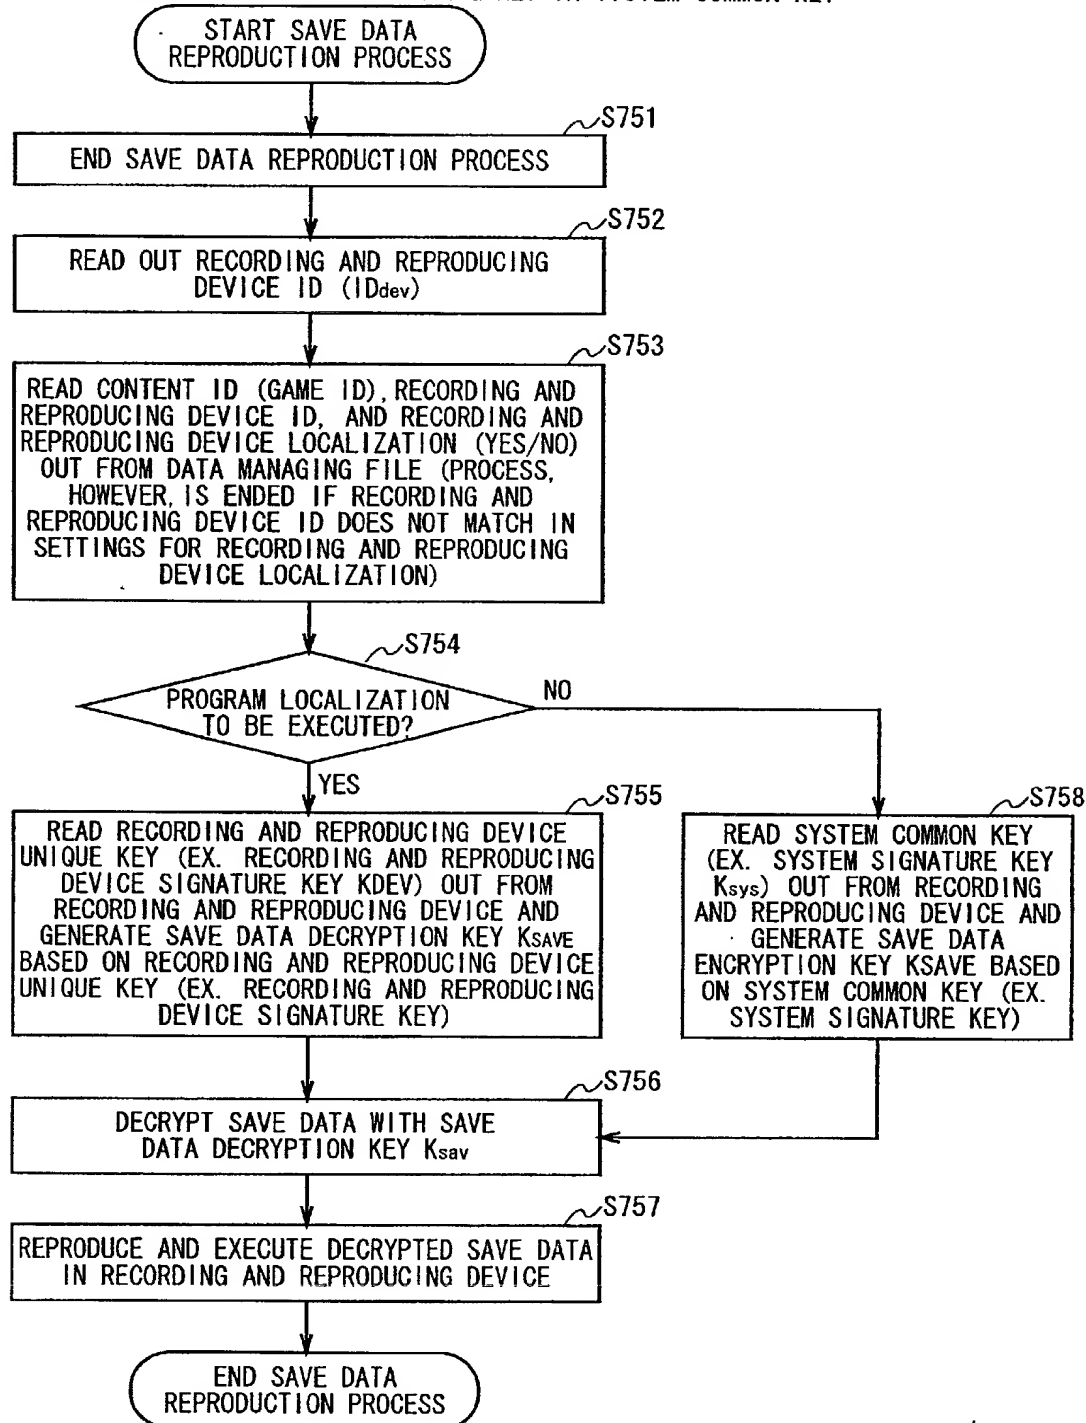 SYSTEM COMMON KEY
START SAVE DATA
REPRODUCTION PROCESS
S751
END SAVE DATA REPRODUCTION PROCESS
S752
READ OUT RECORDING AND REPRODUCING
DEVICE ID (IDdev)
S753
READ CONTENT ID (GAME ID), RECORDING AND
REPRODUCING DEVICE ID, AND RECORDING AND
REPRODUCING DEVICE LOCALIZATION (YES/NO)
OUT FROM DATA MANAGING FILE (PROCESS,
HOWEVER, IS ENDED IF RECORDING AND
REPRODUCING DEVICE ID DOES NOT MATCH IN
SETTINGS FOR RECORDING AND REPRODUCING
DEVICE LOCALIZATION)
S754
PROGRAM LOCALIZATION
TO BE EXECUTED?
NO
YES
S755
READ RECORDING AND REPRODUCING DEVICE
UNIQUE KEY (EX. RECORDING AND REPRODUCING
DEVICE SIGNATURE KEY KDEV) OUT FROM
RECORDING AND REPRODUCING DEVICE AND
GENERATE SAVE DATA DECRYPTION KEY KSAVE
BASED ON RECORDING AND REPRODUCING DEVICE
UNIQUE KEY (EX. RECORDING AND REPRODUCING
DEVICE SIGNATURE KEY)
S758
READ SYSTEM COMMON KEY
(EX. SYSTEM SIGNATURE KEY
Ksys) OUT FROM RECORDING
AND REPRODUCING DEVICE AND
GENERATE SAVE DATA
ENCRYPTION KEY KSAVE BASED
ON SYSTEM COMMON KEY (EX.
SYSTEM SIGNATURE KEY)
S756
DECRYPT SAVE DATA WITH SAVE
DATA DECRYPTION KEY Ksav
S757
REPRODUCE AND EXECUTE DECRYPTED SAVE DATA
IN RECORDING AND REPRODUCING DEVICE
END SAVE DATA
REPRODUCTION PROCESS